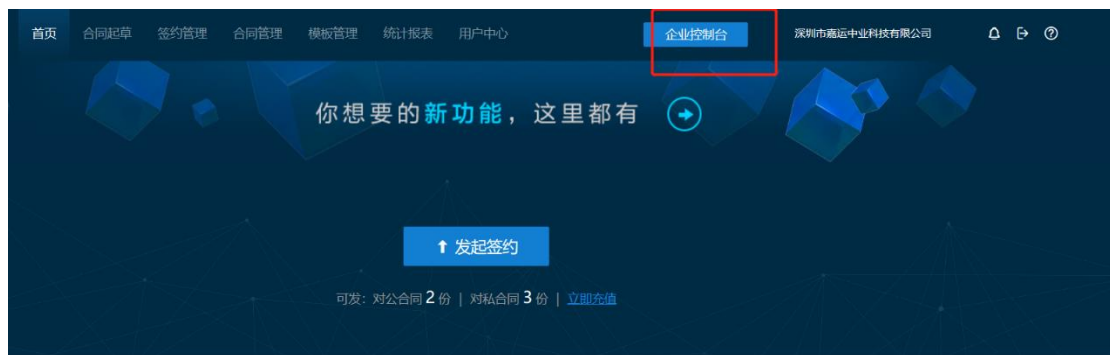 首页 合同起草 签约管理 合同管理 模板管理 统计报表 用户中心 企业控制台 深圳市嘉运中业科技有限公司
你想要的新功能，这里都有
发起签约
可发: 对公合同 2 份 | 对私合同 3 份 | 立即充值